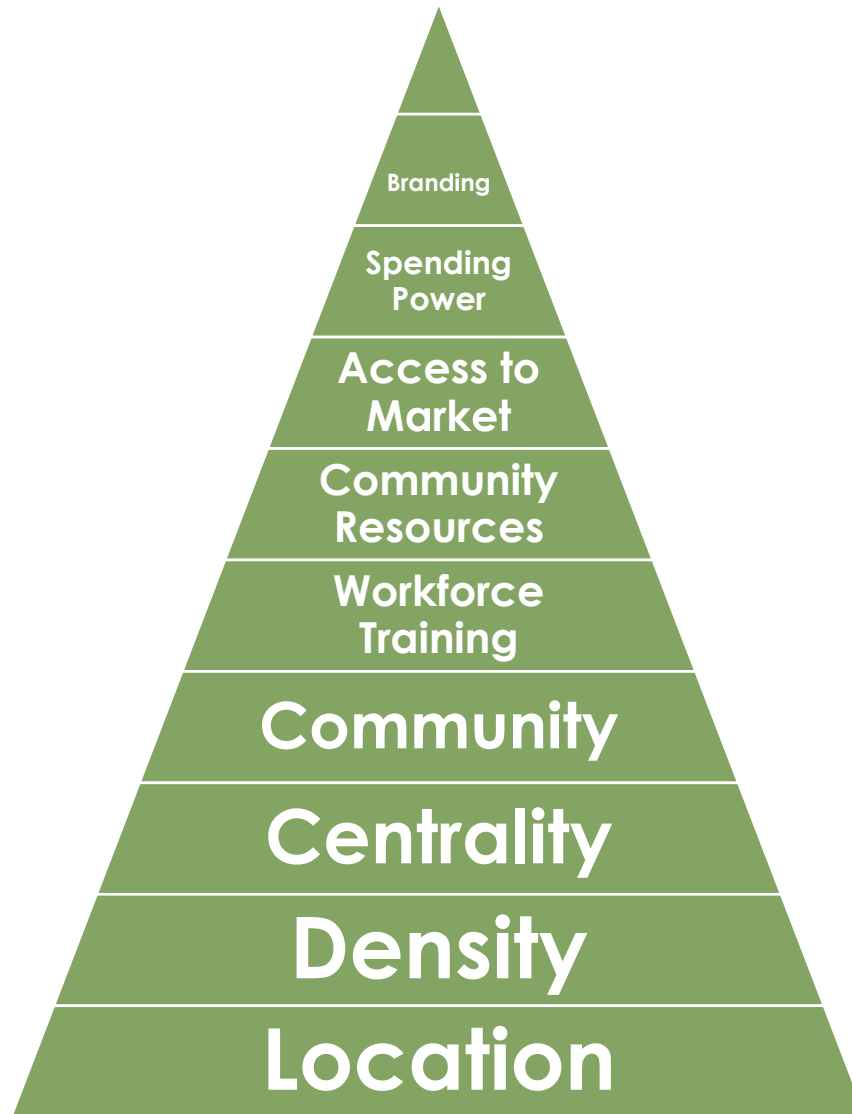 Branding
Spending
Power
Access to
Market
Community
Resources
Workforce
Training
Community
Centrality
Density
Location